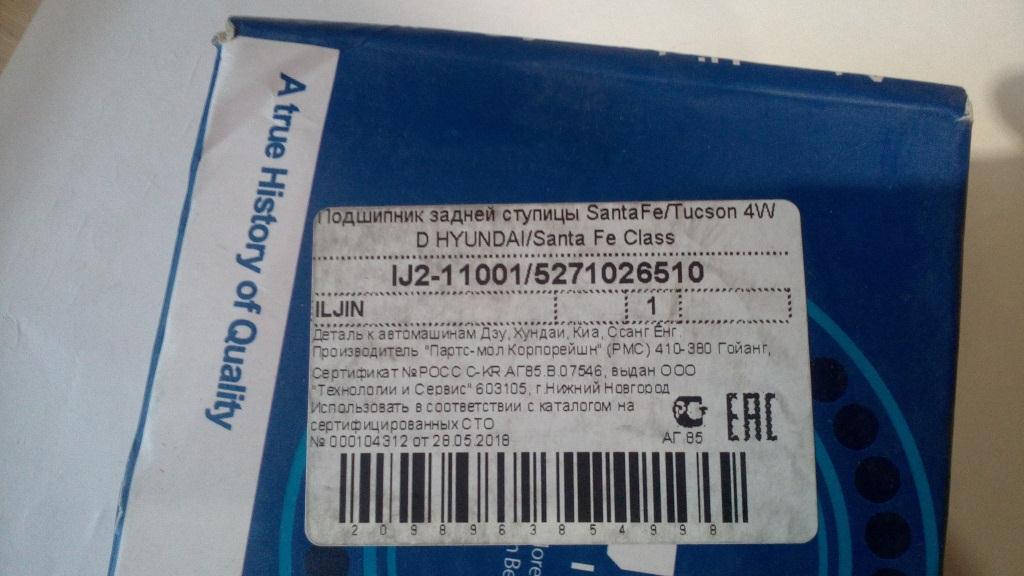 A true History of Quality
Подшипник задней ступицы SantaFe/Tucson 4W
D HYUNDAI/Santa Fe Class
IJ2-11001/5271026510
ILJIN 1
Деталь к автомашинам Дэу, Хундаи, Киа, Ссанг Енг.
Производитель "Партс-мол Корпорейшн" (РМС) 410-380 Гойанг,
Сертификат №РОСС C-KR.АГ85.В.07546, выдан ООО
"Технологии и Сервис" 603105, г.Нижний Новгород
Использовать в соответствии с каталогом на
сертифицированных СТО
№ 000104312 от 28.05.2018
АГ 85
EAC
2098963854998